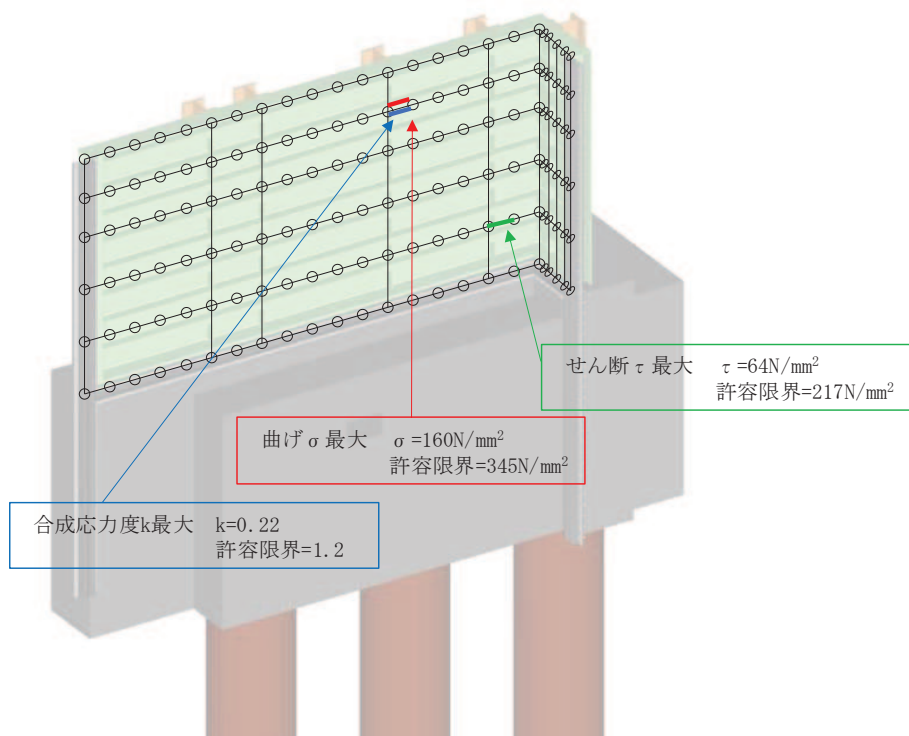 せん断τ最大　τ=64N/mm²
許容限界=217N/mm²
曲げσ最大　σ=160N/mm²
許容限界=345N/mm²
合成応力度k最大　k=0.22
許容限界=1.2